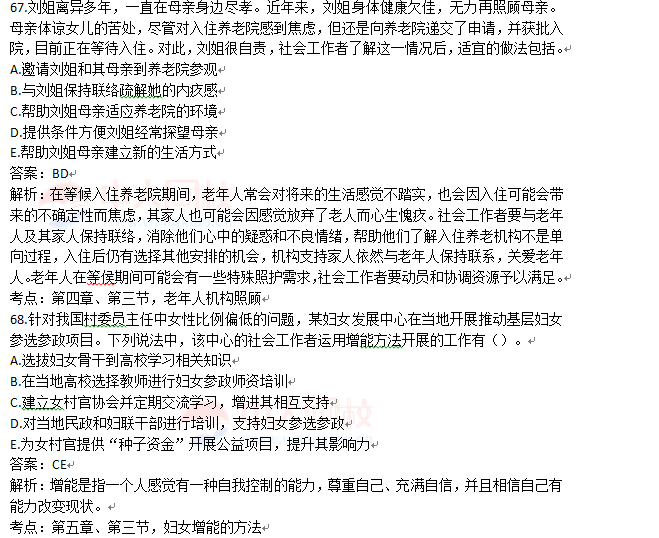 67.刘姐离异多年，一直在母亲身边尽孝。近年来，刘姐身体健康欠佳，无力再照顾母亲。
母亲体谅女儿的苦处，尽管对入住养老院感到焦虑，但还是向养老院递交了申请，并获批入
院，目前正在等待入住。对此，刘姐很自责，社会工作者了解这一情况后，适宜的做法包括。
A.邀请刘姐和其母亲到养老院参观
B.与刘姐保持联络疏解她的内疚感
C.帮助刘姐母亲适应养老院的环境
D.提供条件方便刘姐经常探望母亲
E.帮助刘姐母亲建立新的生活方式
答案：BD
解析：在等候入住养老院期间，老年人常会对将来的生活感觉不踏实，也会因入住可能会带
来的不确定性而焦虑，其家人也可能会因感觉放弃了老人而心生愧疚。社会工作者要与老年
人及其家人保持联络，消除他们心中的疑惑和不良情绪，帮助他们了解入住养老机构不是单
向过程，入住后仍有选择其他安排的机会，机构支持家人依然与老年人保持联系，关爱老年
人。老年人在等侯期间可能会有一些特殊照护需求，社会工作者要动员和协调资源予以满足。
考点：第四章、第三节，老年人机构照顾
68.针对我国村委员主任中女性比例偏低的问题，某妇女发展中心在当地开展推动基层妇女
参选参政项目。下列说法中，该中心的社会工作者运用增能方法开展的工作有（）。
A.选拔妇女骨干到高校学习相关知识
B.在当地高校选择教师进行妇女参政师资培训
C.建立女村官协会并定期交流学习，增进其相互支持
D.对当地民政和妇联干部进行培训，支持妇女参选参政
E.为女村官提供“种子资金”开展公益项目，提升其影响力
答案：CE
解析：增能是指一个人感觉有一种自我控制的能力，尊重自己、充满自信，并且相信自己有
能力改变现状。
考点：第五章、第三节，妇女增能的方法